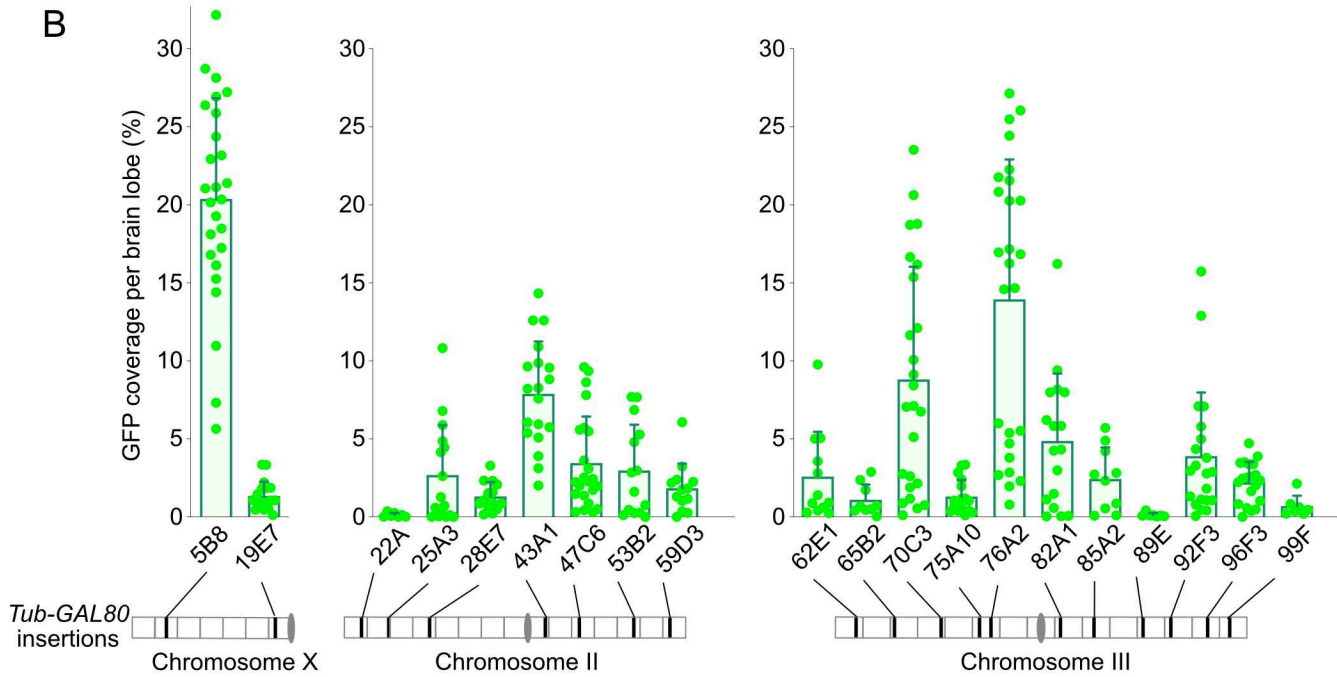 B
GFP coverage per brain lobe (%)
30
25
20
15
10
5
0
5B8
19E7
30
25
20
15
10
5
0
22A
25A3
28E7
43A1
47C6
53B2
59D3
30
25
20
15
10
5
0
62E1
65B2
70C3
75A10
76A2
82A1
85A2
89E
92F3
96F3
99F
Tub-GAL80
insertions
Chromosome X
Chromosome II
Chromosome III